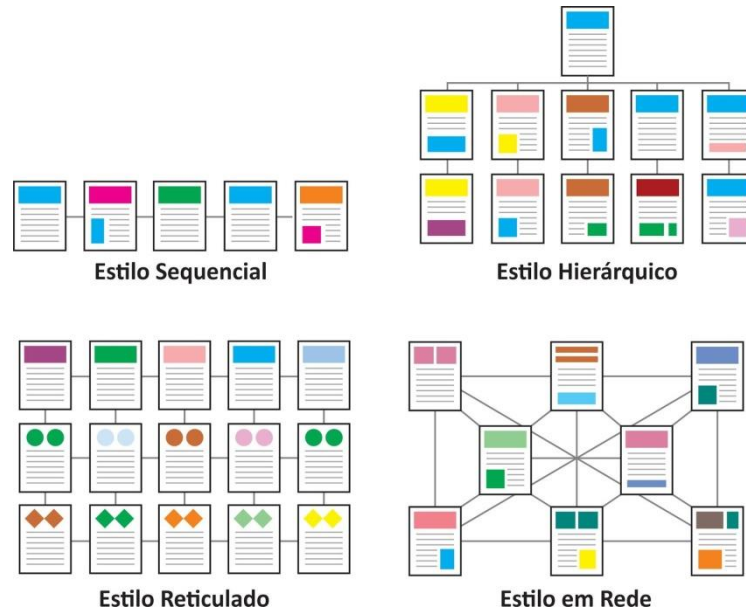 Estilo Sequencial
Estilo Hierárquico
Estilo Reticulado
Estilo em Rede